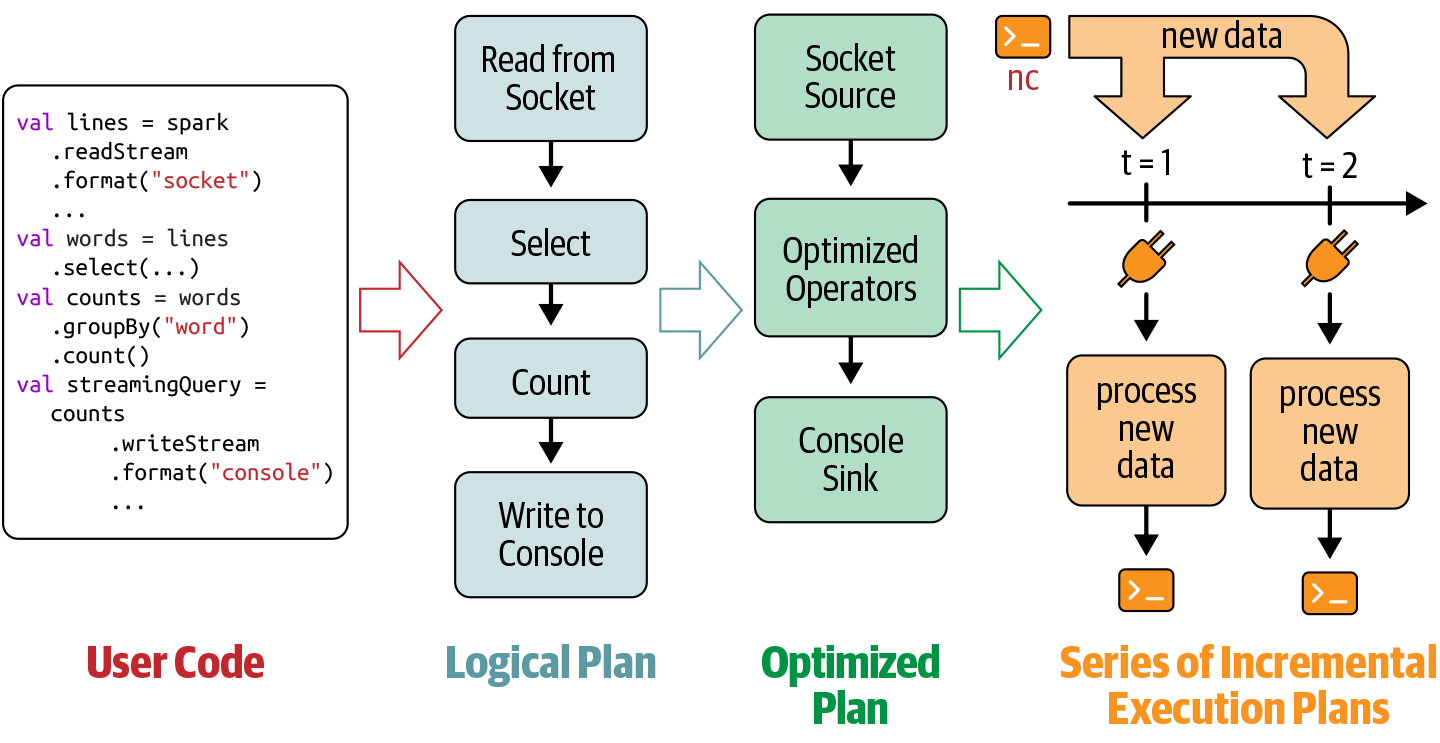 val lines = spark
.readStream
.format("socket")
...
val words = lines
.select(...)
val counts = words
.groupBy("word")
.count()
val streamingQuery =
counts
.writeStream
.format("console")
...
User Code
Read from
Socket
Select
Count
Write to
Console
Logical Plan
Socket
Source
Optimized
Operators
Console
Sink
Optimized
Plan
>_
nc
new data
t = 1
t = 2
process
new
data
process
new
data
>_
>_
Series of Incremental
Execution Plans